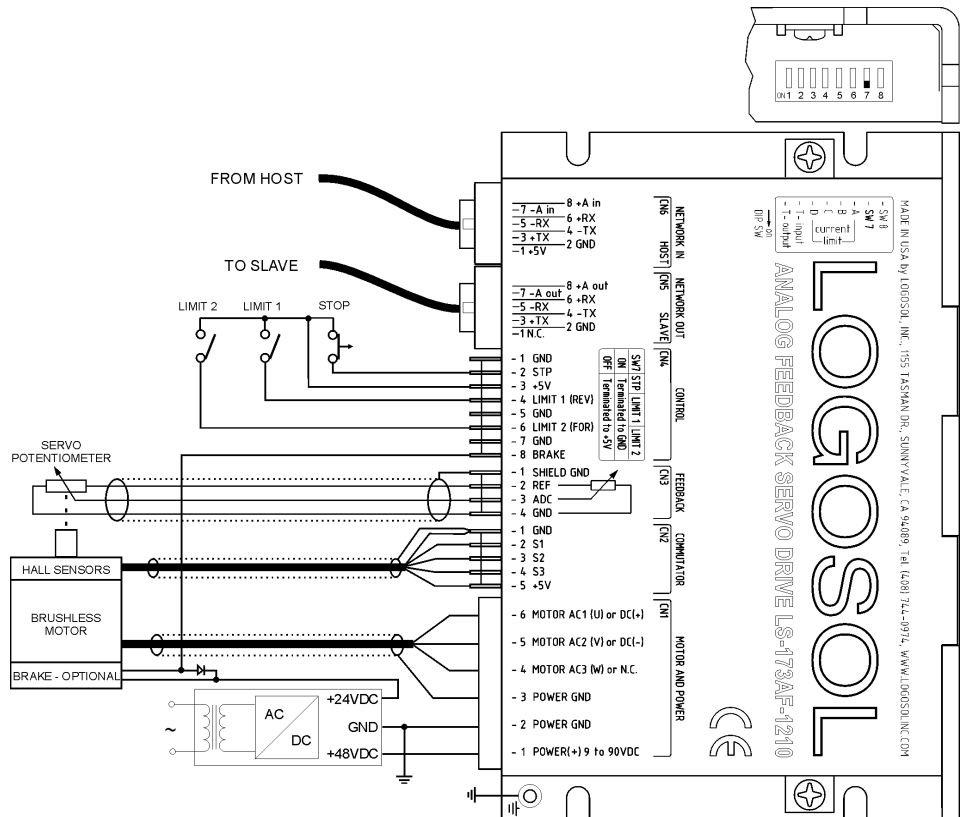 ON 1 2 3 4 5 6 7 8
FROM HOST
TO SLAVE
LIMIT 2
LIMIT 1
STOP
8 +A in
7 -A in
6 +RX
5 -RX
4 -TX
3 +TX
2 GND
1 +5V
CN6
HOST
NETWORK IN
8 +A out
7 -A out
6 +RX
5 -RX
4 -TX
3 +TX
2 GND
1 N.C.
CN5
SLAVE
NETWORK OUT
- 1 GND
- 2 STP
- 3 +5V
- 4 LIMIT 1 (REV)
- 5 GND
- 6 LIMIT 2 (FOR)
- 7 GND
- 8 BRAKE
SW7 STP LIMIT 1 LIMIT 2
ON Terminated to GND
OFF Terminated to +5V
CN4
CONTROL
SERVO
POTENTIOMETER
- 1 SHIELD GND
- 2 REF
- 3 ADC
- 4 GND
CN3
FEEDBACK
- 1 GND
- 2 S1
- 3 S2
- 4 S3
- 5 +5V
CN2
COMMUTATOR
HALL SENSORS
BRUSHLESS
MOTOR
BRAKE - OPTIONAL
- 6 MOTOR AC1 (U) or DC(+)
- 5 MOTOR AC2 (V) or DC(-)
- 4 MOTOR AC3 (W) or N.C.
- 3 POWER GND
- 2 POWER GND
- 1 POWER(+) 9 to 90VDC
CN1
MOTOR AND POWER
~
AC
DC
+24VDC
GND
+48VDC
- SW 8
- SW7
- A
- B
- C
- D
current
limit
- T- input
- T- output
ON
DIP SW
LOGOSOL
ANALOG FEEDBACK SERVO DRIVE LS-173AF-1210
MADE IN USA by LOGOSOL, INC., 1155 TASMAN DR., SUNNYVALE, CA 94089, Tel. (408) 744-0974, WWW.LOGOSOLINC.COM
CE